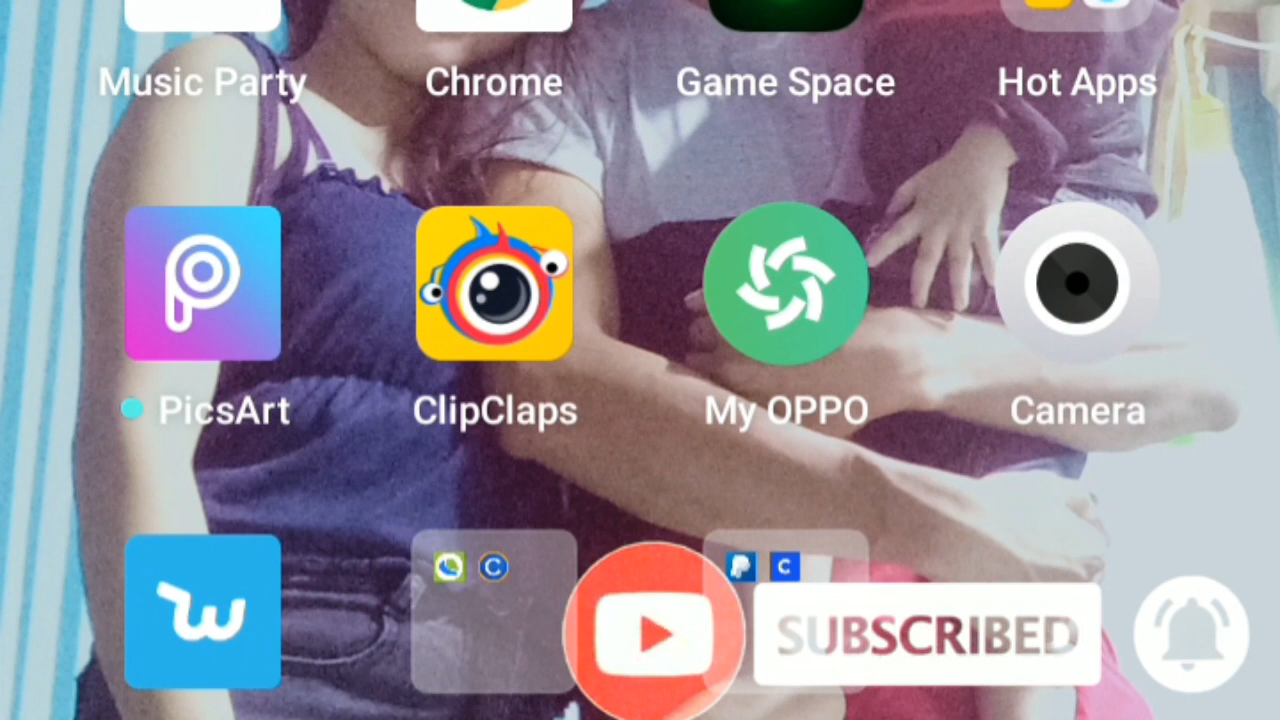 Music Party
Chrome
Game Space
Hot Apps
PicsArt
ClipClaps
My OPPO
Camera
SUBSCRIBED